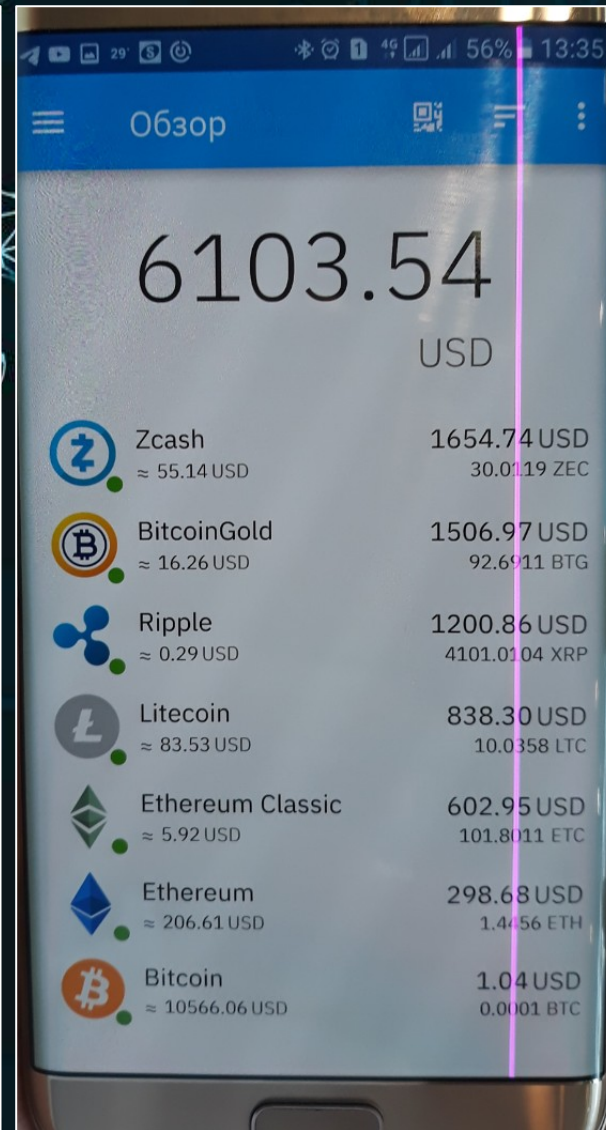 29° 1 4G 56% 13:35
Обзор
6103.54
USD
Zcash 1654.74 USD
≈ 55.14 USD 30.0119 ZEC
BitcoinGold 1506.97 USD
≈ 16.26 USD 92.6911 BTG
Ripple 1200.86 USD
≈ 0.29 USD 4101.0104 XRP
Litecoin 838.30 USD
≈ 83.53 USD 10.0358 LTC
Ethereum Classic 602.95 USD
≈ 5.92 USD 101.8011 ETC
Ethereum 298.68 USD
≈ 206.61 USD 1.4456 ETH
Bitcoin 1.04 USD
≈ 10566.06 USD 0.0001 BTC